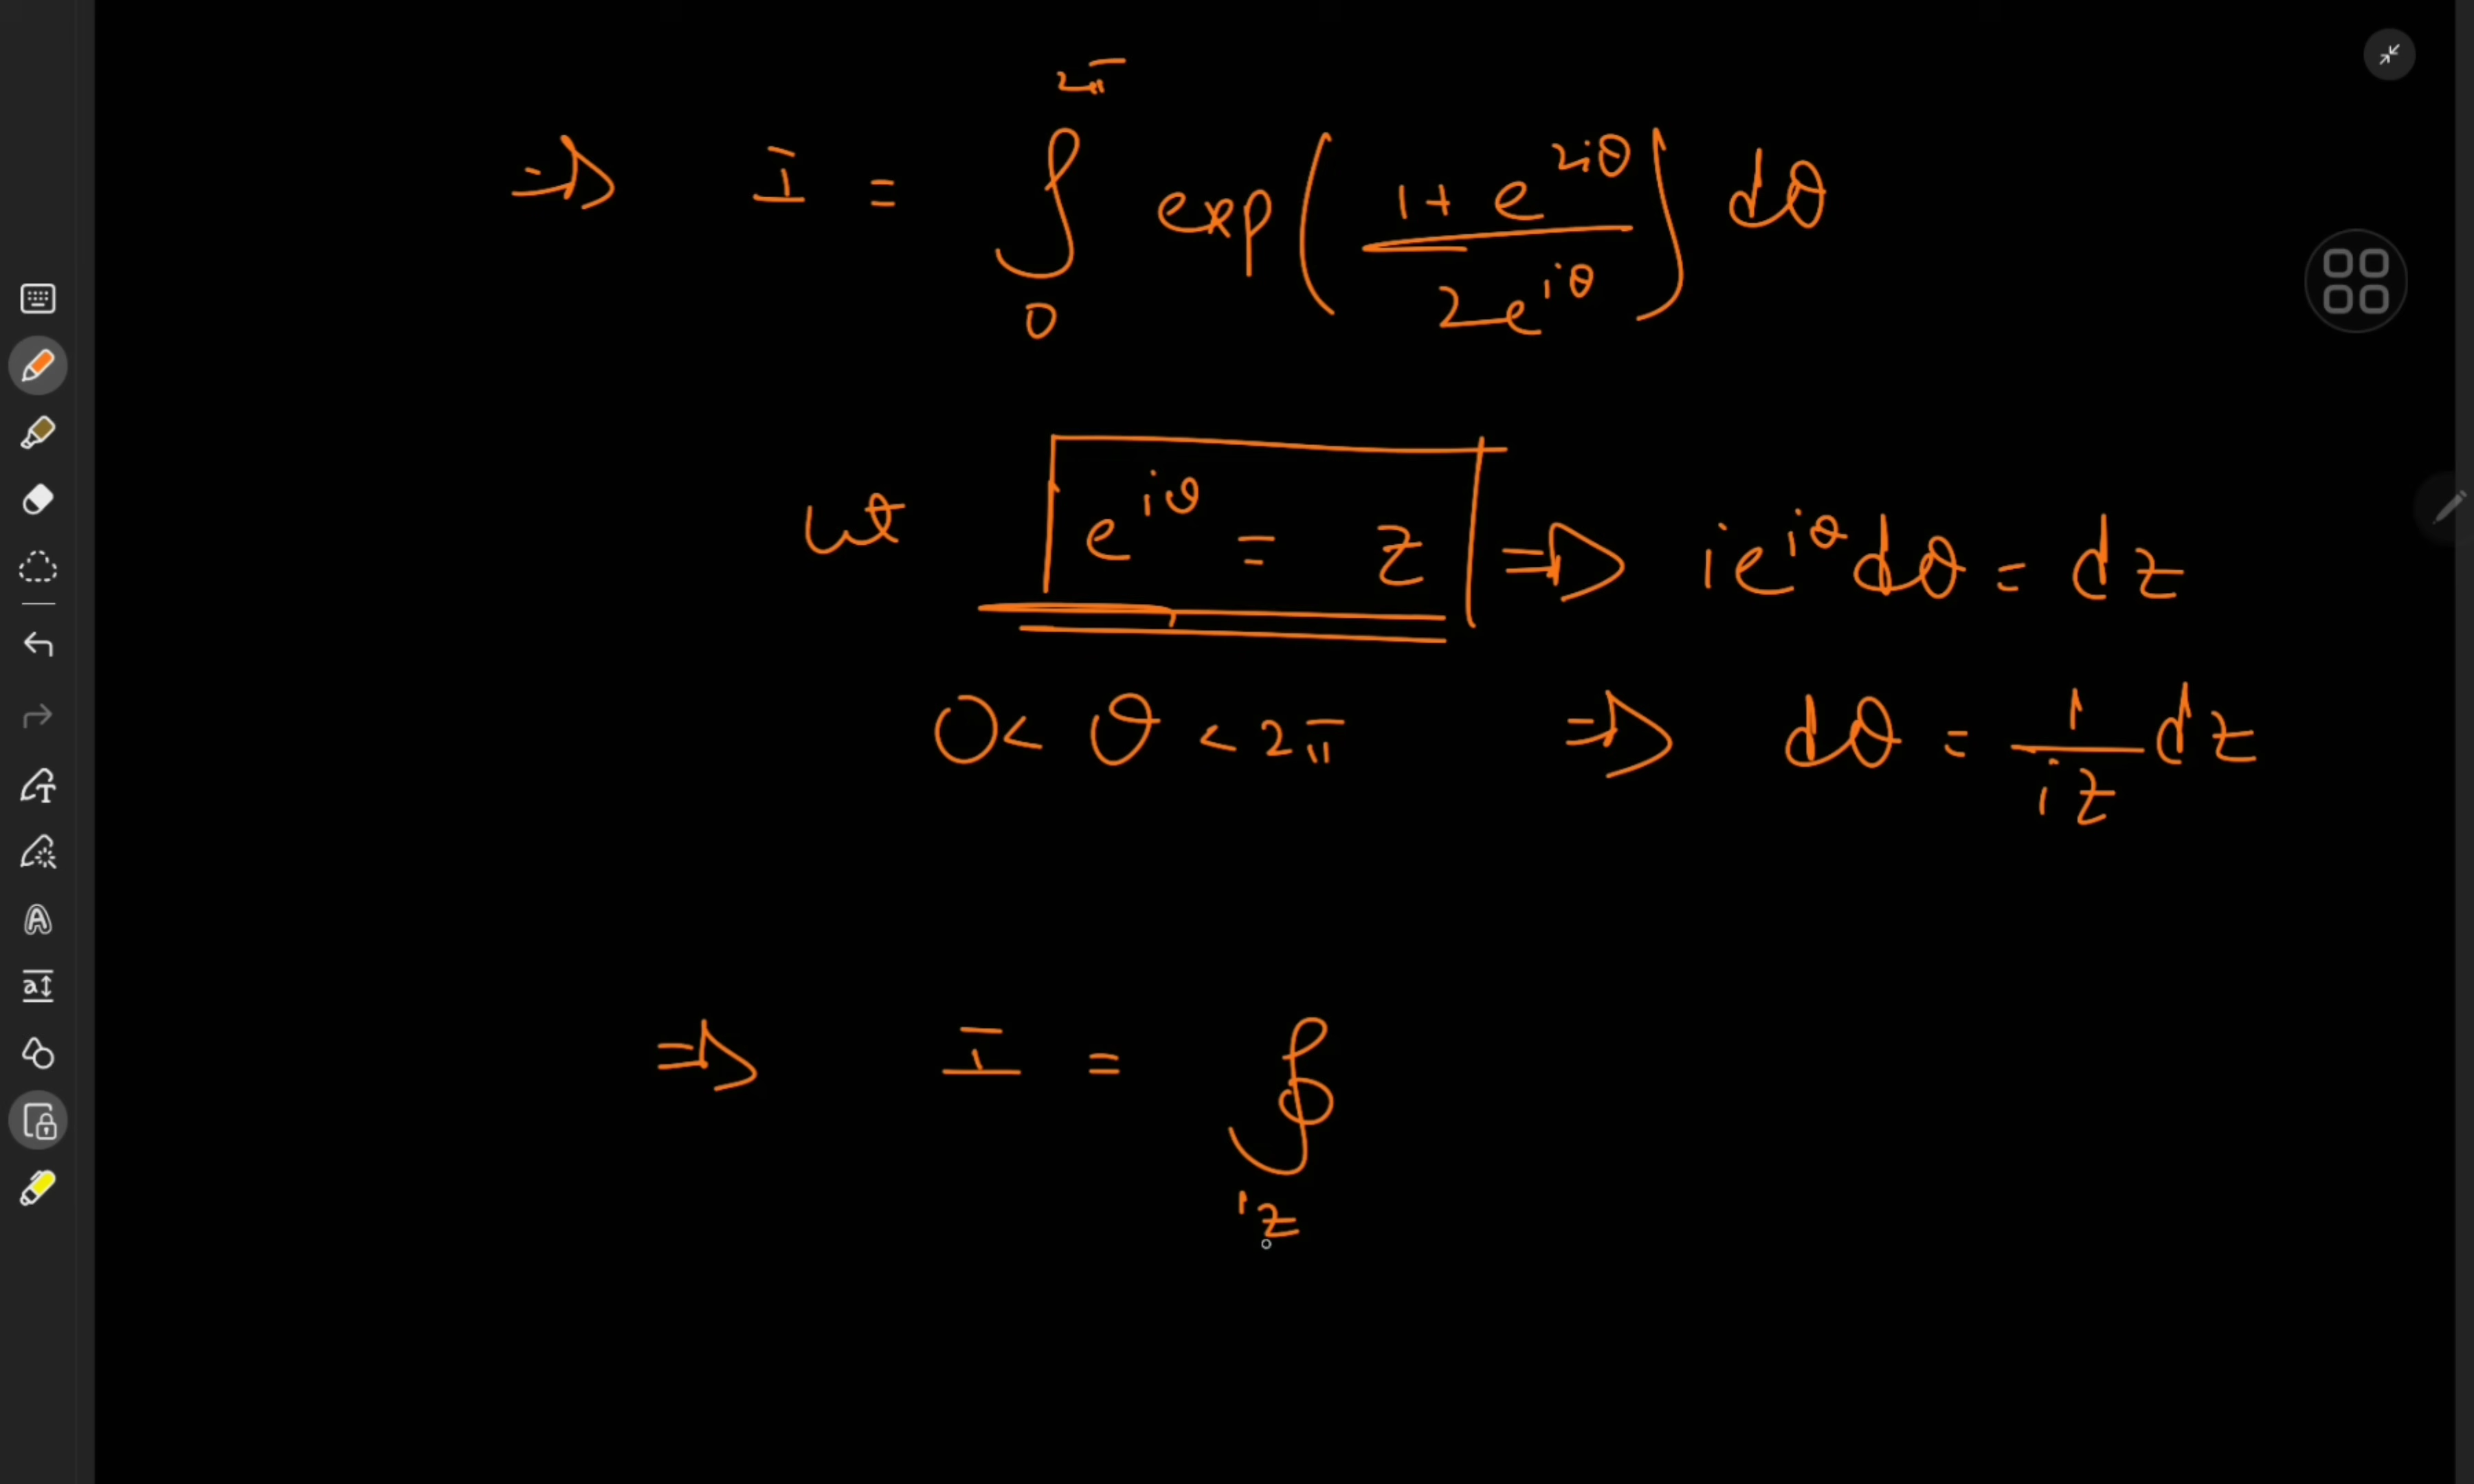 ⇒ I = ∫₀^{2π} exp( (1 + e^{2iθ}) / (2e^{iθ}) ) dθ
let e^{iθ} = z ⇒ ie^{iθ} dθ = dz
0 < θ < 2π ⇒ dθ = 1/(iz) dz
⇒ I = ∮
|z